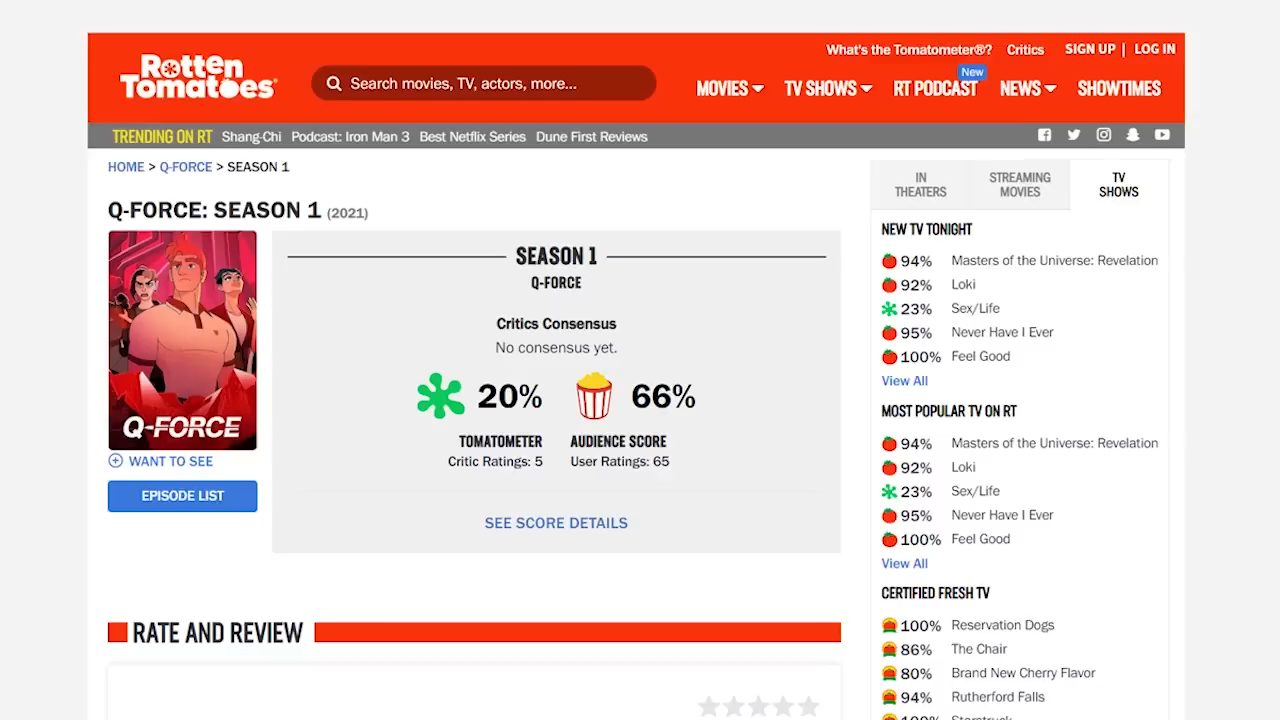 What's the Tomatometer®? Critics SIGN UP | LOG IN
Rotten
Tomatoes
Search movies, TV, actors, more...
MOVIES TV SHOWS RT PODCAST New NEWS SHOWTIMES
TRENDING ON RT Shang-Chi Podcast: Iron Man 3 Best Netflix Series Dune First Reviews
HOME > Q-FORCE > SEASON 1
Q-FORCE: SEASON 1 (2021)
Q-FORCE
WANT TO SEE
EPISODE LIST
SEASON 1
Q-FORCE
Critics Consensus
No consensus yet.
20% 66%
TOMATOMETER AUDIENCE SCORE
Critic Ratings: 5 User Ratings: 65
SEE SCORE DETAILS
RATE AND REVIEW
IN THEATERS
STREAMING MOVIES
TV SHOWS
NEW TV TONIGHT
94% Masters of the Universe: Revelation
92% Loki
23% Sex/Life
95% Never Have I Ever
100% Feel Good
View All
MOST POPULAR TV ON RT
94% Masters of the Universe: Revelation
92% Loki
23% Sex/Life
95% Never Have I Ever
100% Feel Good
View All
CERTIFIED FRESH TV
100% Reservation Dogs
86% The Chair
80% Brand New Cherry Flavor
94% Rutherford Falls